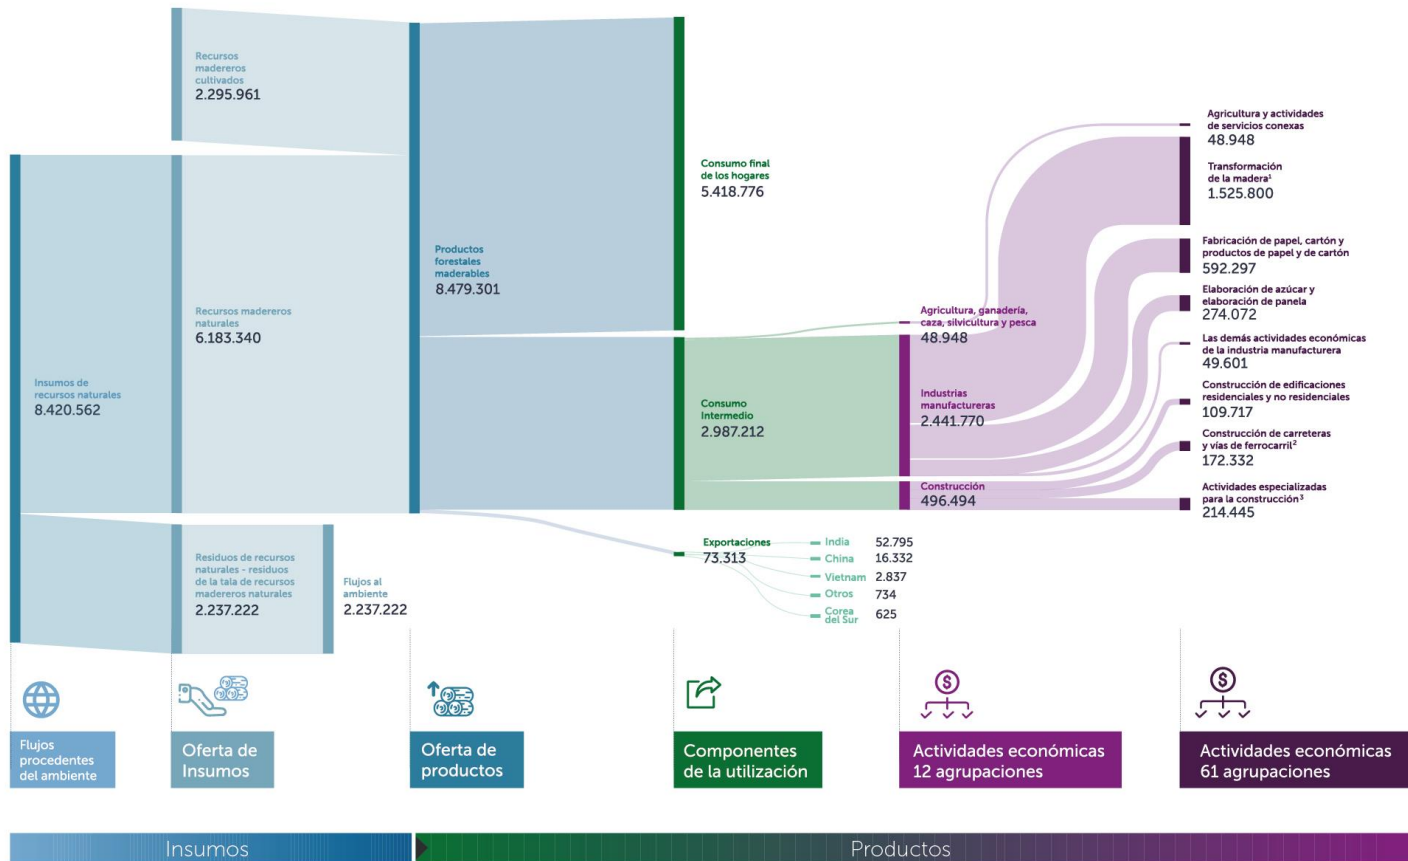 Recursos
madereros
cultivados
2.295.961
Insumos de
recursos naturales
8.420.562
Recursos madereros
naturales
6.183.340
Residuos de recursos
naturales - residuos
de la tala de recursos
madereros naturales
2.237.222
Flujos al
ambiente
2.237.222
Productos
forestales
maderables
8.479.301
Consumo final
de los hogares
5.418.776
Consumo
Intermedio
2.987.212
Exportaciones
73.313
India 52.795
China 16.332
Vietnam 2.837
Otros 734
Corea
del Sur 625
Agricultura, ganadería,
caza, silvicultura y pesca
48.948
Industrias
manufactureras
2.441.770
Construcción
496.494
Agricultura y actividades
de servicios conexas
48.948
Transformación
de la madera¹
1.525.800
Fabricación de papel, cartón y
productos de papel y de cartón
592.297
Elaboración de azúcar y
elaboración de panela
274.072
Las demás actividades económicas
de la industria manufacturera
49.601
Construcción de edificaciones
residenciales y no residenciales
109.717
Construcción de carreteras
y vías de ferrocarril²
172.332
Actividades especializadas
para la construcción³
214.445
Flujos
procedentes
del ambiente
Oferta de
Insumos
Oferta de
productos
Componentes
de la utilización
Actividades económicas
12 agrupaciones
Actividades económicas
61 agrupaciones
Insumos
Productos